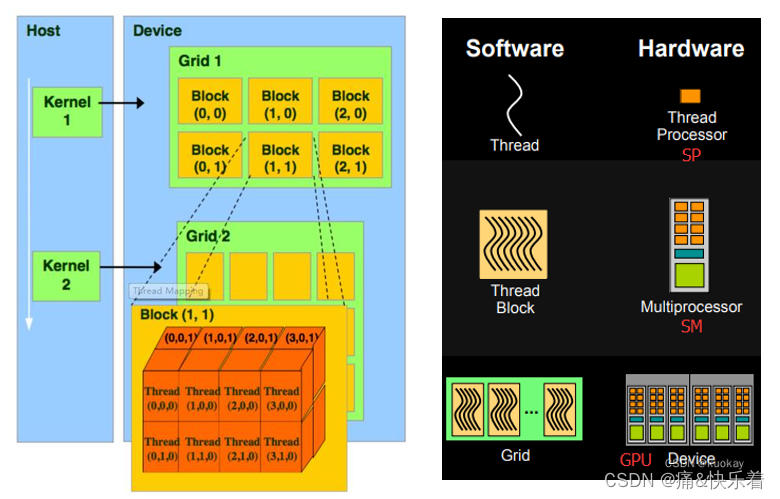 Host
Device
Grid 1
Kernel
1
Block
(0, 0)
Block
(1, 0)
Block
(2, 0)
Block
(0, 1)
Block
(1, 1)
Block
(2, 1)
Grid 2
Kernel
2
Thread Mapping
Block (1, 1)
(0,0,1)
(1,0,1)
(2,0,1)
(3,0,1)
Thread
(0,0,0)
Thread
(1,0,0)
Thread
(2,0,0)
Thread
(3,0,0)
Thread
(0,1,0)
Thread
(1,1,0)
Thread
(2,1,0)
Thread
(3,1,0)
Software
Hardware
Thread
Thread
Processor
SP
Thread
Block
Multiprocessor
SM
...
Grid
GPU
Device
CSDN @kuokay
CSDN @痛&快乐着